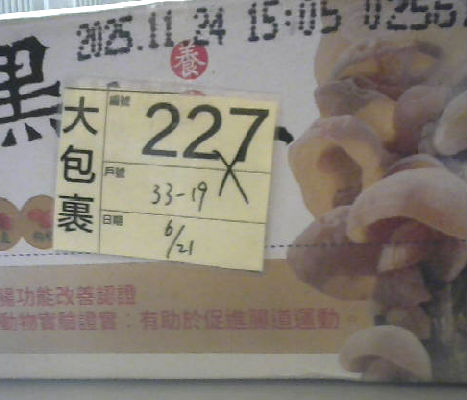 2025.11.24 15:05 0256
養
黑
大包裹
編號
227
戶號
33-19
日期
6/21
腸功能改善認證
動物實驗證實：有助於促進腸道運動